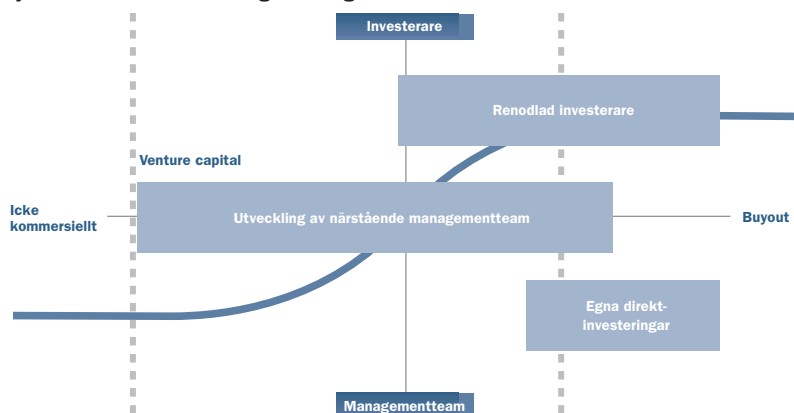 Investerare
Renodlad investerare
Venture capital
Icke
kommersiellt
Utveckling av närstående managementteam
Buyout
Egna direkt-
investeringar
Managementteam